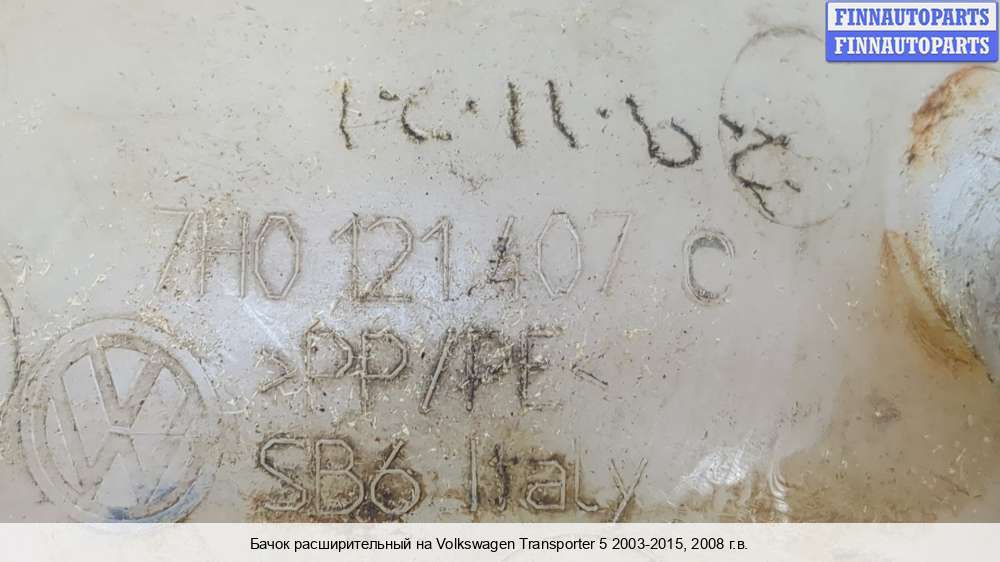 FINNAUTOPARTS
FINNAUTOPARTS
7H0 121 407 C
>PP/PE<
SB6 Italy
Бачок расширительный на Volkswagen Transporter 5 2003-2015, 2008 г.в.